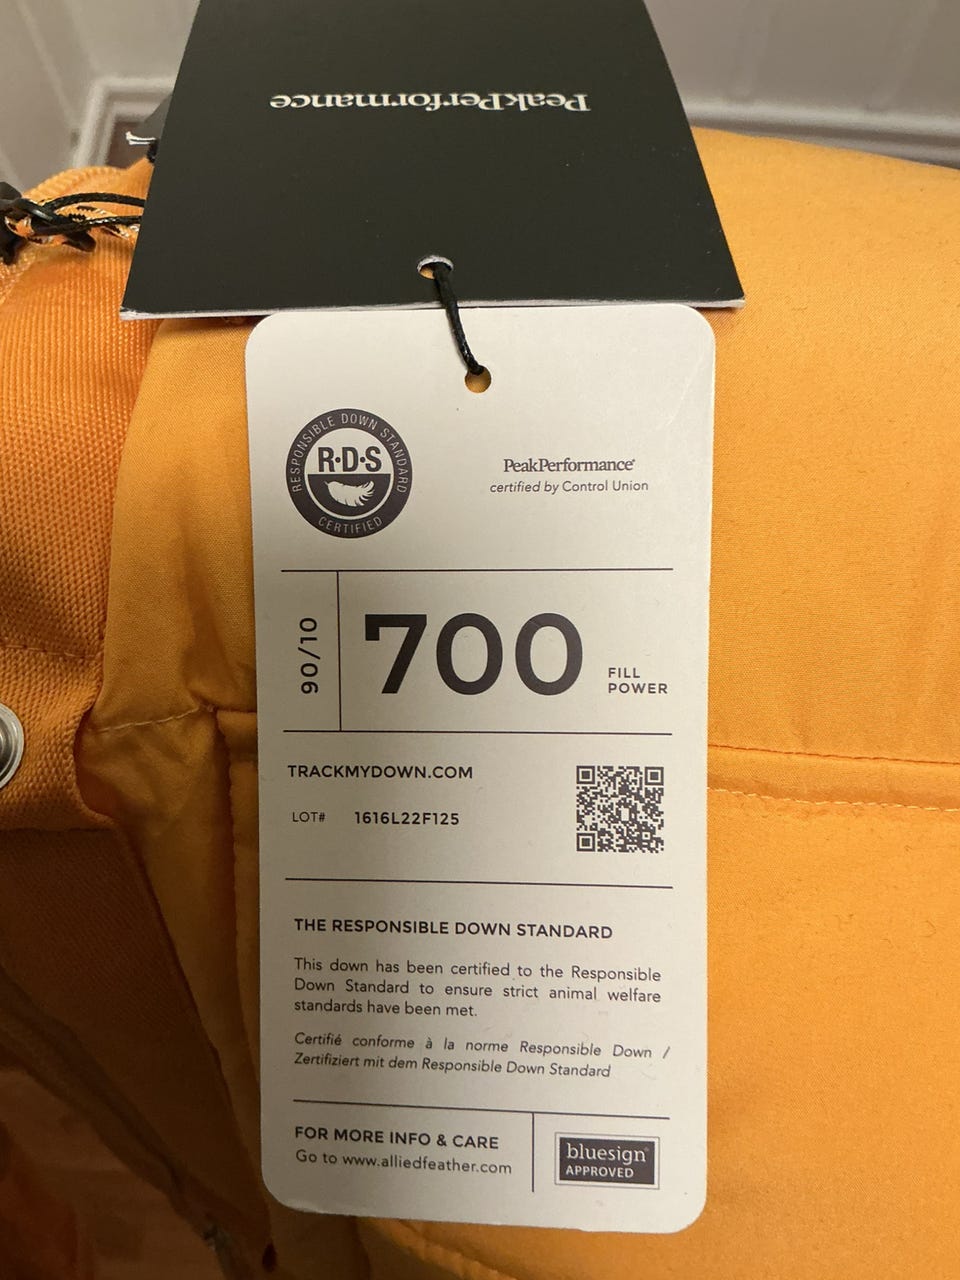 PeakPerformance
RESPONSIBLE DOWN STANDARD
R·D·S
CERTIFIED
PeakPerformance®
certified by Control Union
90/10
700
FILL
POWER
TRACKMYDOWN.COM
LOT# 1616L22F125
THE RESPONSIBLE DOWN STANDARD
This down has been certified to the Responsible
Down Standard to ensure strict animal welfare
standards have been met.
Certifié conforme à la norme Responsible Down /
Zertifiziert mit dem Responsible Down Standard
FOR MORE INFO & CARE
Go to www.alliedfeather.com
bluesign®
APPROVED